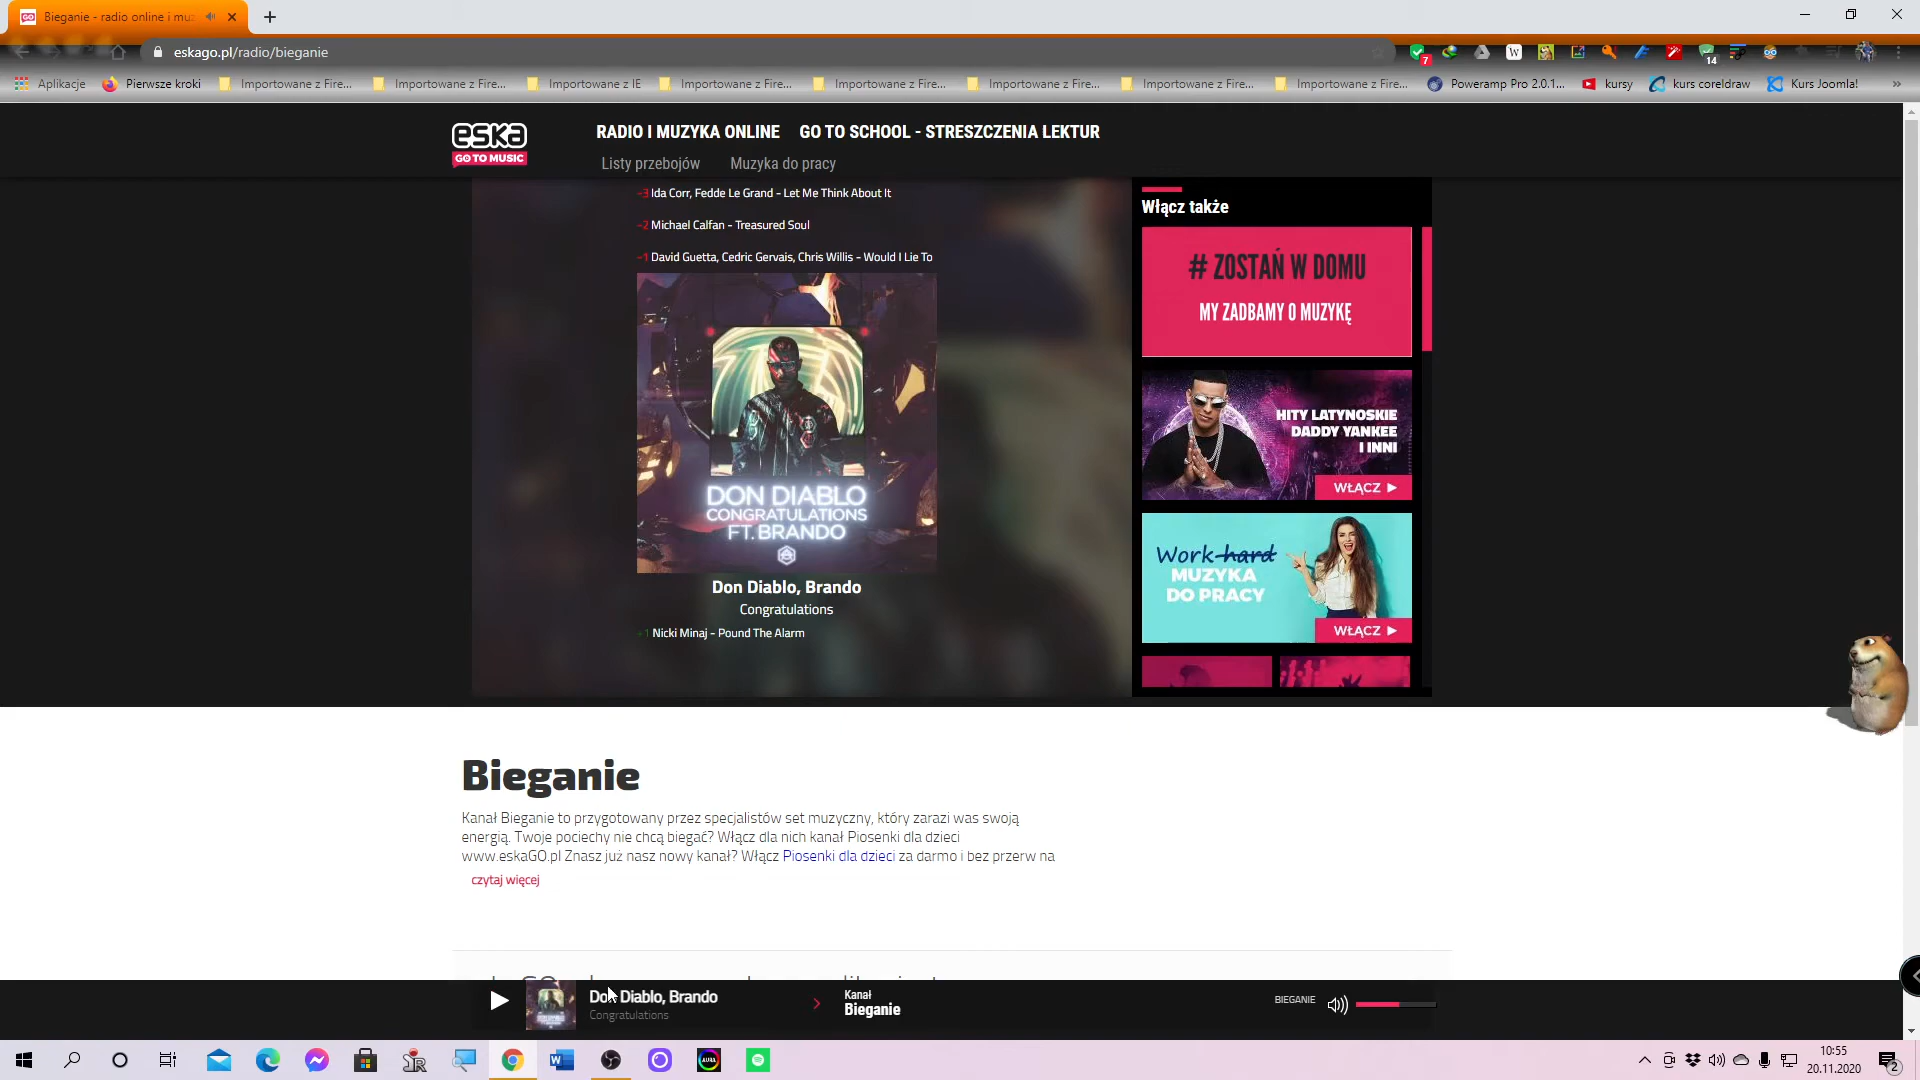 Bieganie - radio online i mu
eskago.pl/radio/bieganie
7
W
14
Aplikacje
Pierwsze kroki
Importowane z Fire...
Importowane z Fire...
Importowane z IE
Importowane z Fire...
Importowane z Fire...
Importowane z Fire...
Importowane z Fire...
Importowane z Fire...
Poweramp Pro 2.0.1...
kursy
kurs coreldraw
Kurs Joomla!
»
eska
GO TO MUSIC
RADIO I MUZYKA ONLINE
GO TO SCHOOL - STRESZCZENIA LEKTUR
Listy przebojów
Muzyka do pracy
-3 Ida Corr, Fedde Le Grand - Let Me Think About It
-2 Michael Calfan - Treasured Soul
-1 David Guetta, Cedric Gervais, Chris Willis - Would I Lie To
DON DIABLO
CONGRATULATIONS
FT. BRANDO
Don Diablo, Brando
Congratulations
+1 Nicki Minaj - Pound The Alarm
Włącz także
# ZOSTAŃ W DOMU
MY ZADBAMY O MUZYKĘ
HITY LATYNOSKIE
DADDY YANKEE
I INNI
WŁĄCZ
Work hard
MUZYKA
DO PRACY
WŁĄCZ
Bieganie
Kanał Bieganie to przygotowany przez specjalistów set muzyczny, który zarazi was swoją
energią. Twoje pociechy nie chcą biegać? Włącz dla nich kanał Piosenki dla dzieci
www.eskaGO.pl Znasz już nasz nowy kanał? Włącz Piosenki dla dzieci za darmo i bez przerw na
czytaj więcej
Don Diablo, Brando
Congratulations
Kanał
Bieganie
BIEGANIE
AURA
10:55
20.11.2020
2